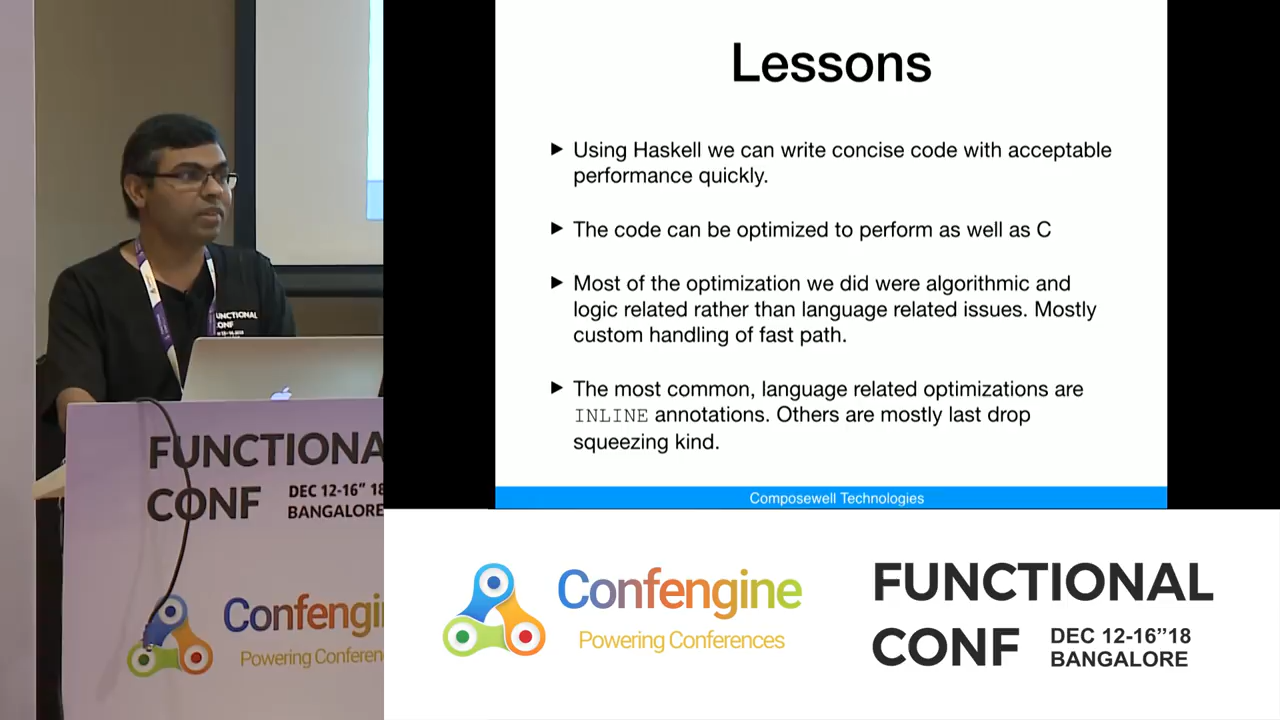 Lessons
▶ Using Haskell we can write concise code with acceptable
performance quickly.
▶ The code can be optimized to perform as well as C
▶ Most of the optimization we did were algorithmic and
logic related rather than language related issues. Mostly
custom handling of fast path.
▶ The most common, language related optimizations are
INLINE annotations. Others are mostly last drop
squeezing kind.
Composewell Technologies
FUNCTIONAL
CONF
FUNCTIONA
CONF
DEC 12-16" 18
BANGALORE
Confengin
Powering Conferen
Confengine
Powering Conferences
FUNCTIONAL
CONF
DEC 12-16"18
BANGALORE